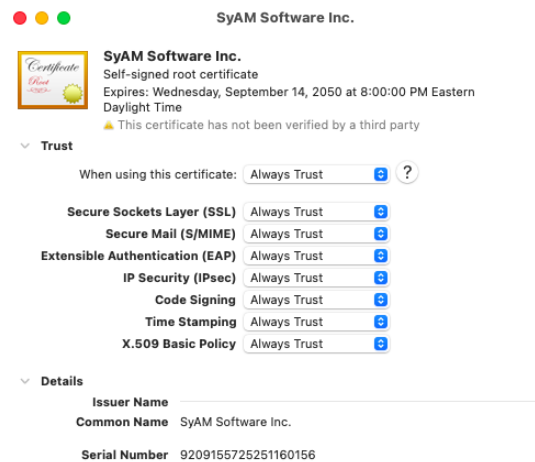 SyAM Software Inc.
Certificate
Root
SyAM Software Inc.
Self-signed root certificate
Expires: Wednesday, September 14, 2050 at 8:00:00 PM Eastern
Daylight Time
This certificate has not been verified by a third party
Trust
When using this certificate: Always Trust ?
Secure Sockets Layer (SSL) Always Trust
Secure Mail (S/MIME) Always Trust
Extensible Authentication (EAP) Always Trust
IP Security (IPsec) Always Trust
Code Signing Always Trust
Time Stamping Always Trust
X.509 Basic Policy Always Trust
Details
Issuer Name
Common Name SyAM Software Inc.
Serial Number 9209155725251160156